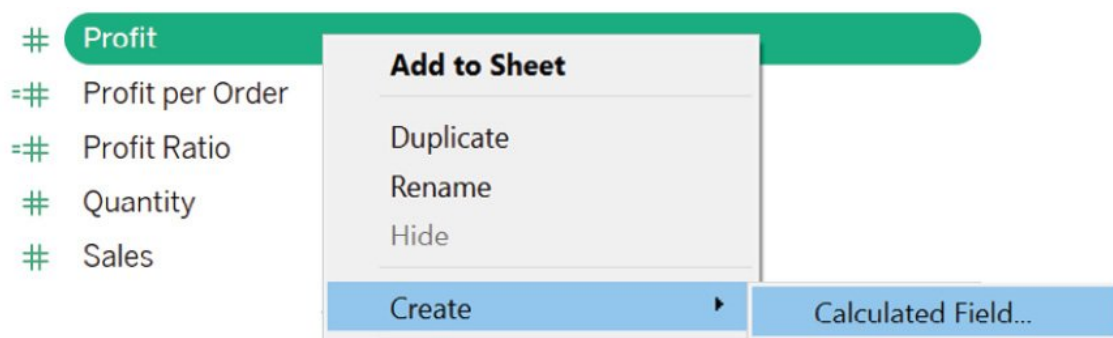 Profit
Add to Sheet
Profit per Order
Duplicate
Profit Ratio
Rename
Quantity
Hide
Sales
Create
Calculated Field...